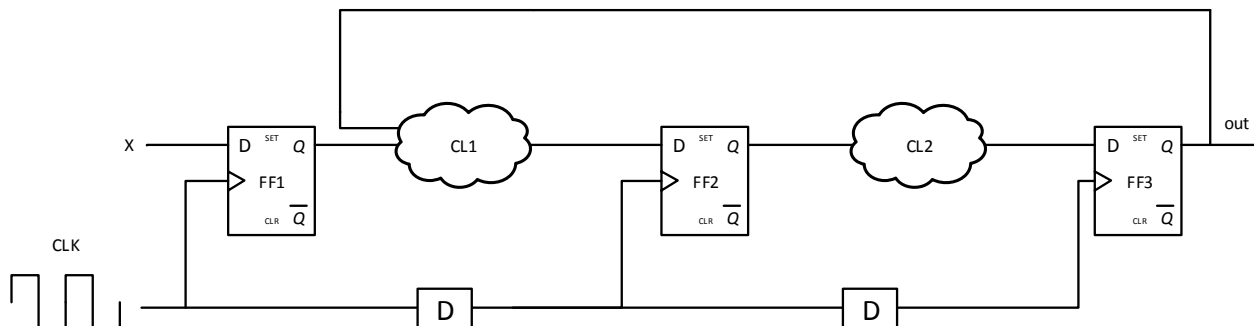 out
X
D SET Q
CL1
D SET Q
CL2
D SET Q
FF1
FF2
FF3
CLR Q
CLR Q
CLR Q
CLK
D
D